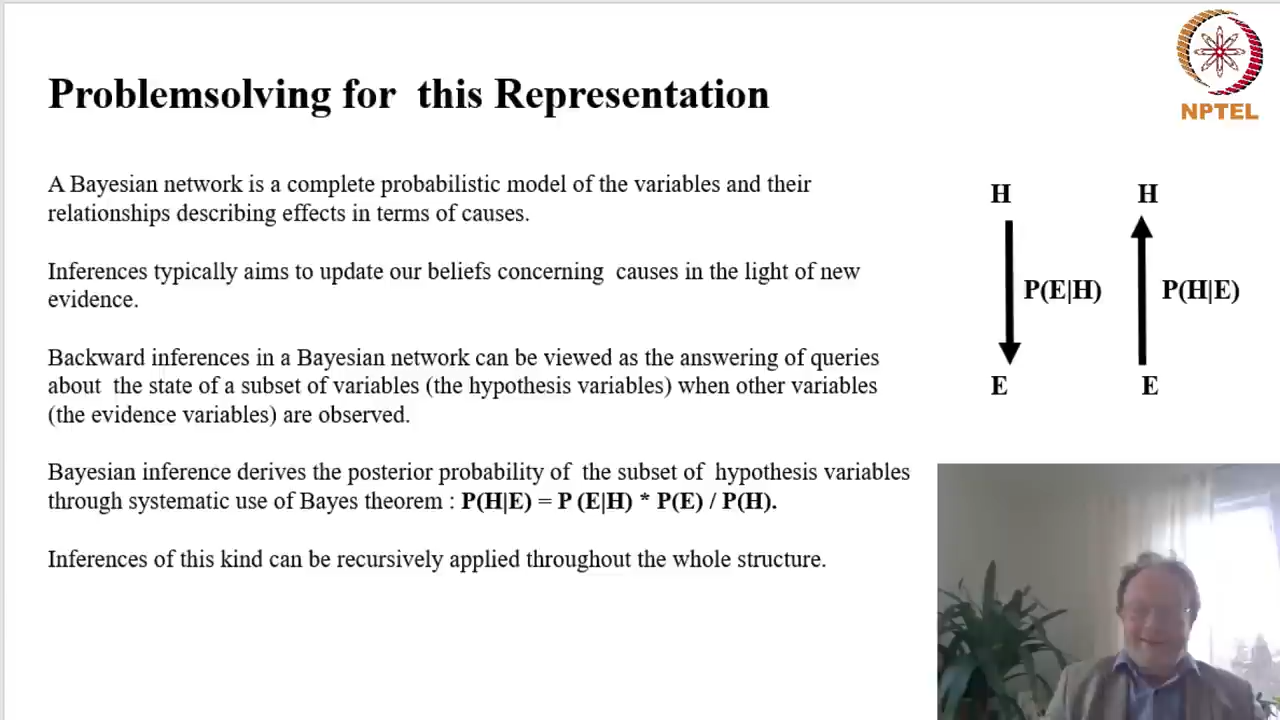 Problemsolving for this Representation
NPTEL
A Bayesian network is a complete probabilistic model of the variables and their
relationships describing effects in terms of causes.
Inferences typically aims to update our beliefs concerning causes in the light of new
evidence.
Backward inferences in a Bayesian network can be viewed as the answering of queries
about the state of a subset of variables (the hypothesis variables) when other variables
(the evidence variables) are observed.
Bayesian inference derives the posterior probability of the subset of hypothesis variables
through systematic use of Bayes theorem : P(H|E) = P (E|H) * P(E) / P(H).
Inferences of this kind can be recursively applied throughout the whole structure.
H H
P(E|H) P(H|E)
E E